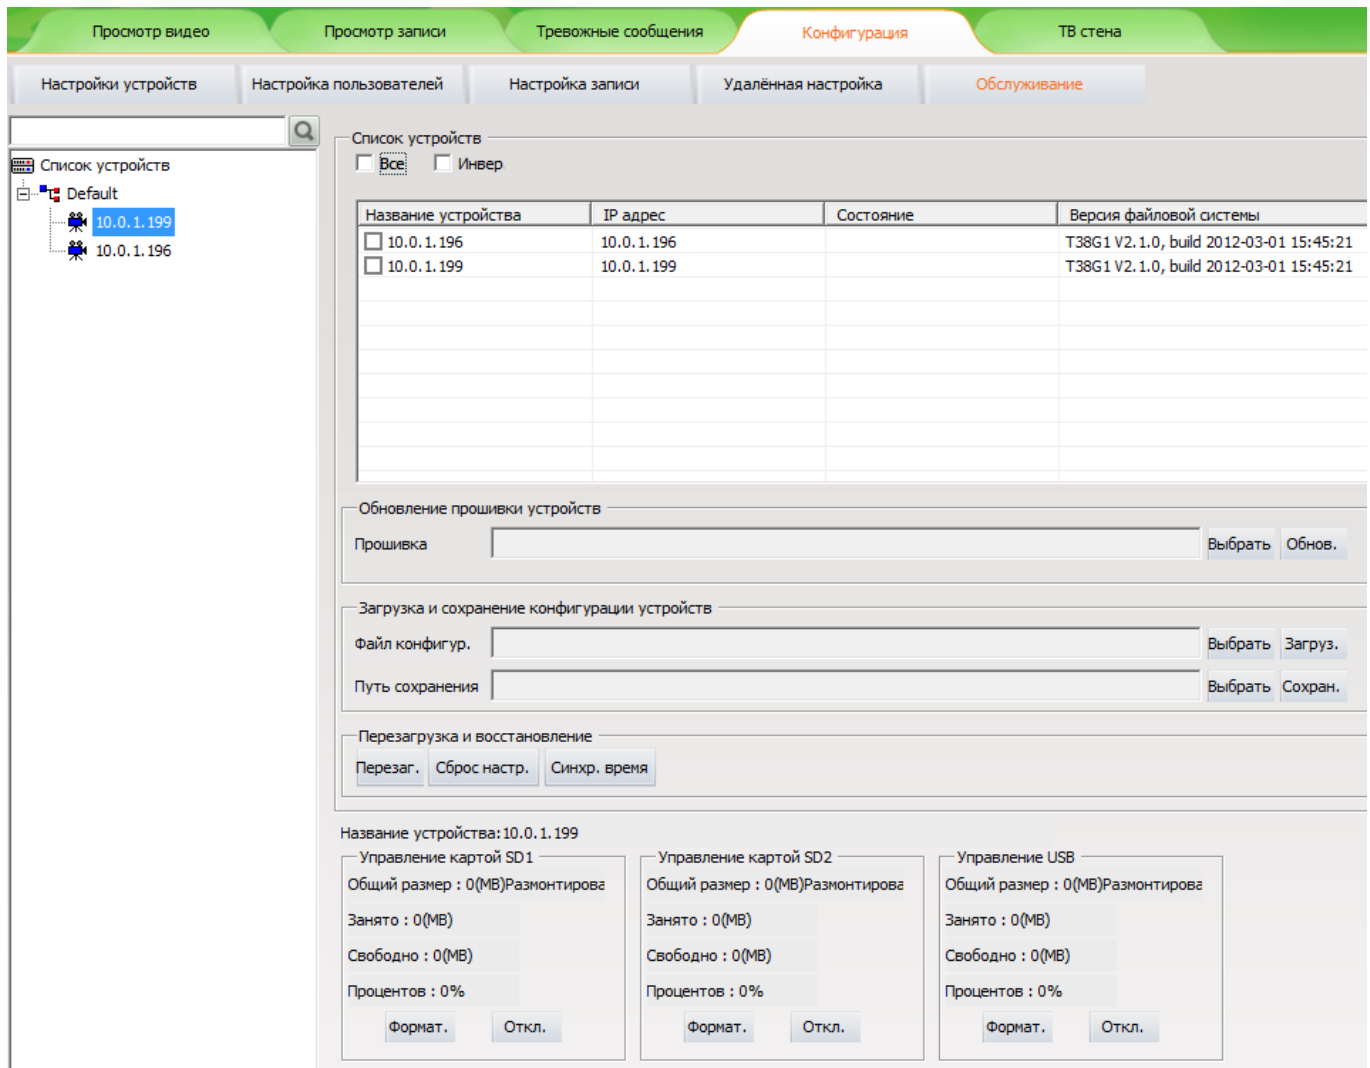 Просмотр видео
Просмотр записи
Тревожные сообщения
Конфигурация
ТВ стена
Настройки устройств
Настройка пользователей
Настройка записи
Удалённая настройка
Обслуживание
Список устройств
Default
10.0.1.199
10.0.1.196
Список устройств
Все
Инвер.
Название устройства IP адрес Состояние Версия файловой системы
10.0.1.196 10.0.1.196 T38G1 V2.1.0, build 2012-03-01 15:45:21
10.0.1.199 10.0.1.199 T38G1 V2.1.0, build 2012-03-01 15:45:21
Обновление прошивки устройств
Прошивка Выбрать Обнов.
Загрузка и сохранение конфигурации устройств
Файл конфигур. Выбрать Загруз.
Путь сохранения Выбрать Сохран.
Перезагрузка и восстановление
Перезаг. Сброс настр. Синхр. время
Название устройства:10.0.1.199
Управление картой SD1
Общий размер : 0(MB)Размонтирова
Занято : 0(MB)
Свободно : 0(MB)
Процентов : 0%
Формат. Откл.
Управление картой SD2
Общий размер : 0(MB)Размонтирова
Занято : 0(MB)
Свободно : 0(MB)
Процентов : 0%
Формат. Откл.
Управление USB
Общий размер : 0(MB)Размонтирова
Занято : 0(MB)
Свободно : 0(MB)
Процентов : 0%
Формат. Откл.